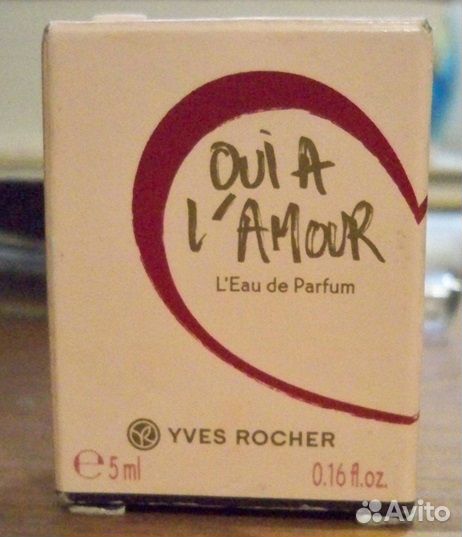 OUI A
L'AMOUR
L'Eau de Parfum
YVES ROCHER
℮ 5 ml 0.16 fl.oz.
Avito